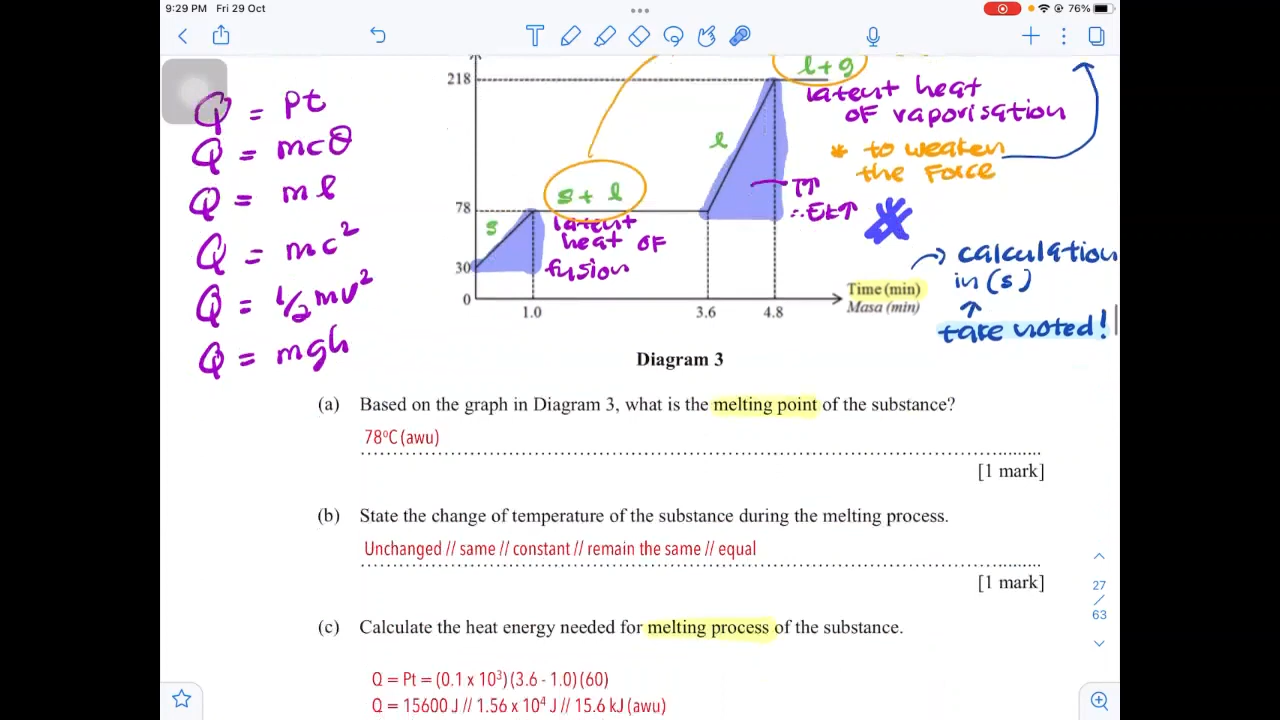 9:29 PM Fri 29 Oct
76%
218
l + g
latent heat
of vaporisation
* to weaken
the force
Q = Pt
Q = mcθ
Q = ml
Q = mc²
Q = 1/2mv²
Q = mgh
l
s + l
78
s
latent
heat of
fusion
T↑
∴ Ek↑
30
0
1.0
3.6
4.8
Time (min)
Masa (min)
calculation
in (s)
take noted!
Diagram 3
(a) Based on the graph in Diagram 3, what is the melting point of the substance?
78°C (awu)
[1 mark]
(b) State the change of temperature of the substance during the melting process.
Unchanged // same // constant // remain the same // equal
[1 mark]
27
/
63
(c) Calculate the heat energy needed for melting process of the substance.
Q = Pt = (0.1 x 10³) (3.6 - 1.0) (60)
Q = 15600 J // 1.56 x 10⁴ J // 15.6 kJ (awu)